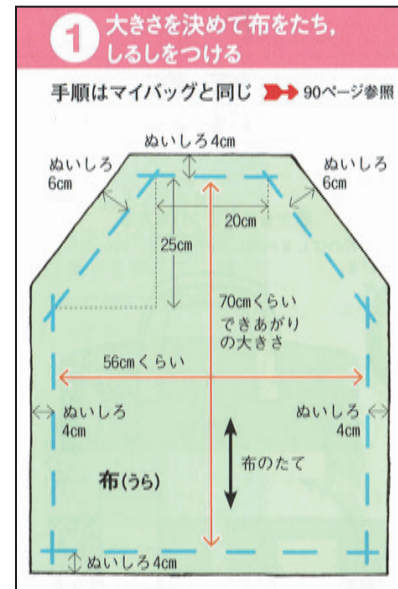 1 大きさを決めて布をたち，
しるしをつける
手順はマイバッグと同じ 90ページ参照
ぬいしろ4cm
ぬいしろ
6cm
ぬいしろ
6cm
20cm
25cm
70cmくらい
できあがり
の大きさ
56cmくらい
ぬいしろ
4cm
ぬいしろ
4cm
布のたて
布(うら)
ぬいしろ4cm